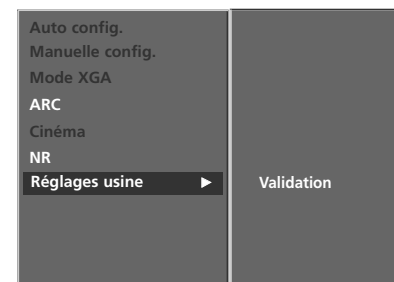 Auto config.
Manuelle config.
Mode XGA
ARC
Cinéma
NR
Réglages usine ► Validation